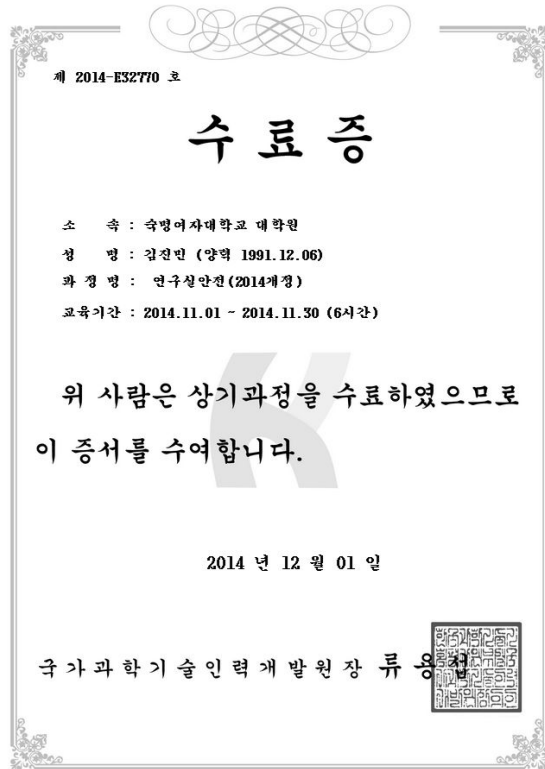 제 2014-E32770 호
수료증
소 속 : 숙명여자대학교 대학원
성 명 : 김진민 (양력 1991.12.06)
과 정 명 : 연구실안전(2014개정)
교육기간 : 2014.11.01 ~ 2014.11.30 (6시간)
위 사람은 상기과정을 수료하였으므로
이 증서를 수여합니다.
2014 년 12 월 01 일
국가과학기술인력개발원장 류용섭